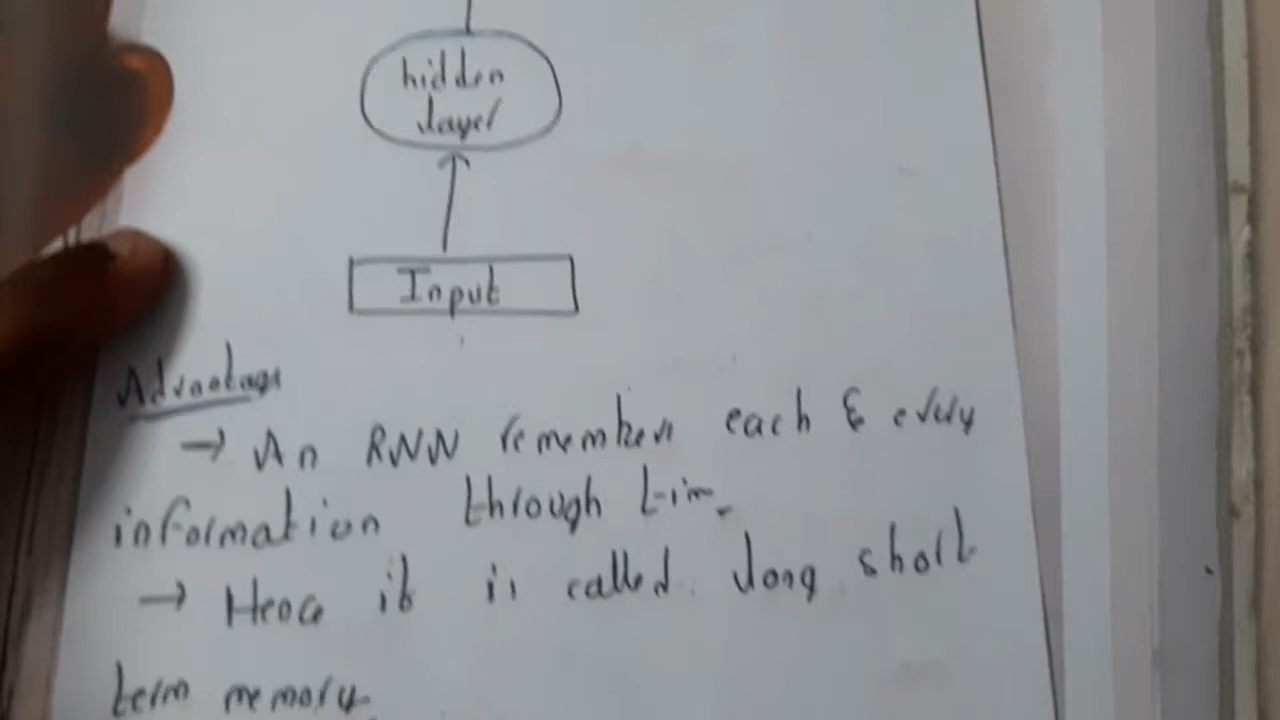 hidden
layer
Input
Advantage
→ An RNN remembers each & every
information through time.
→ Hence it is called long short
term memory.